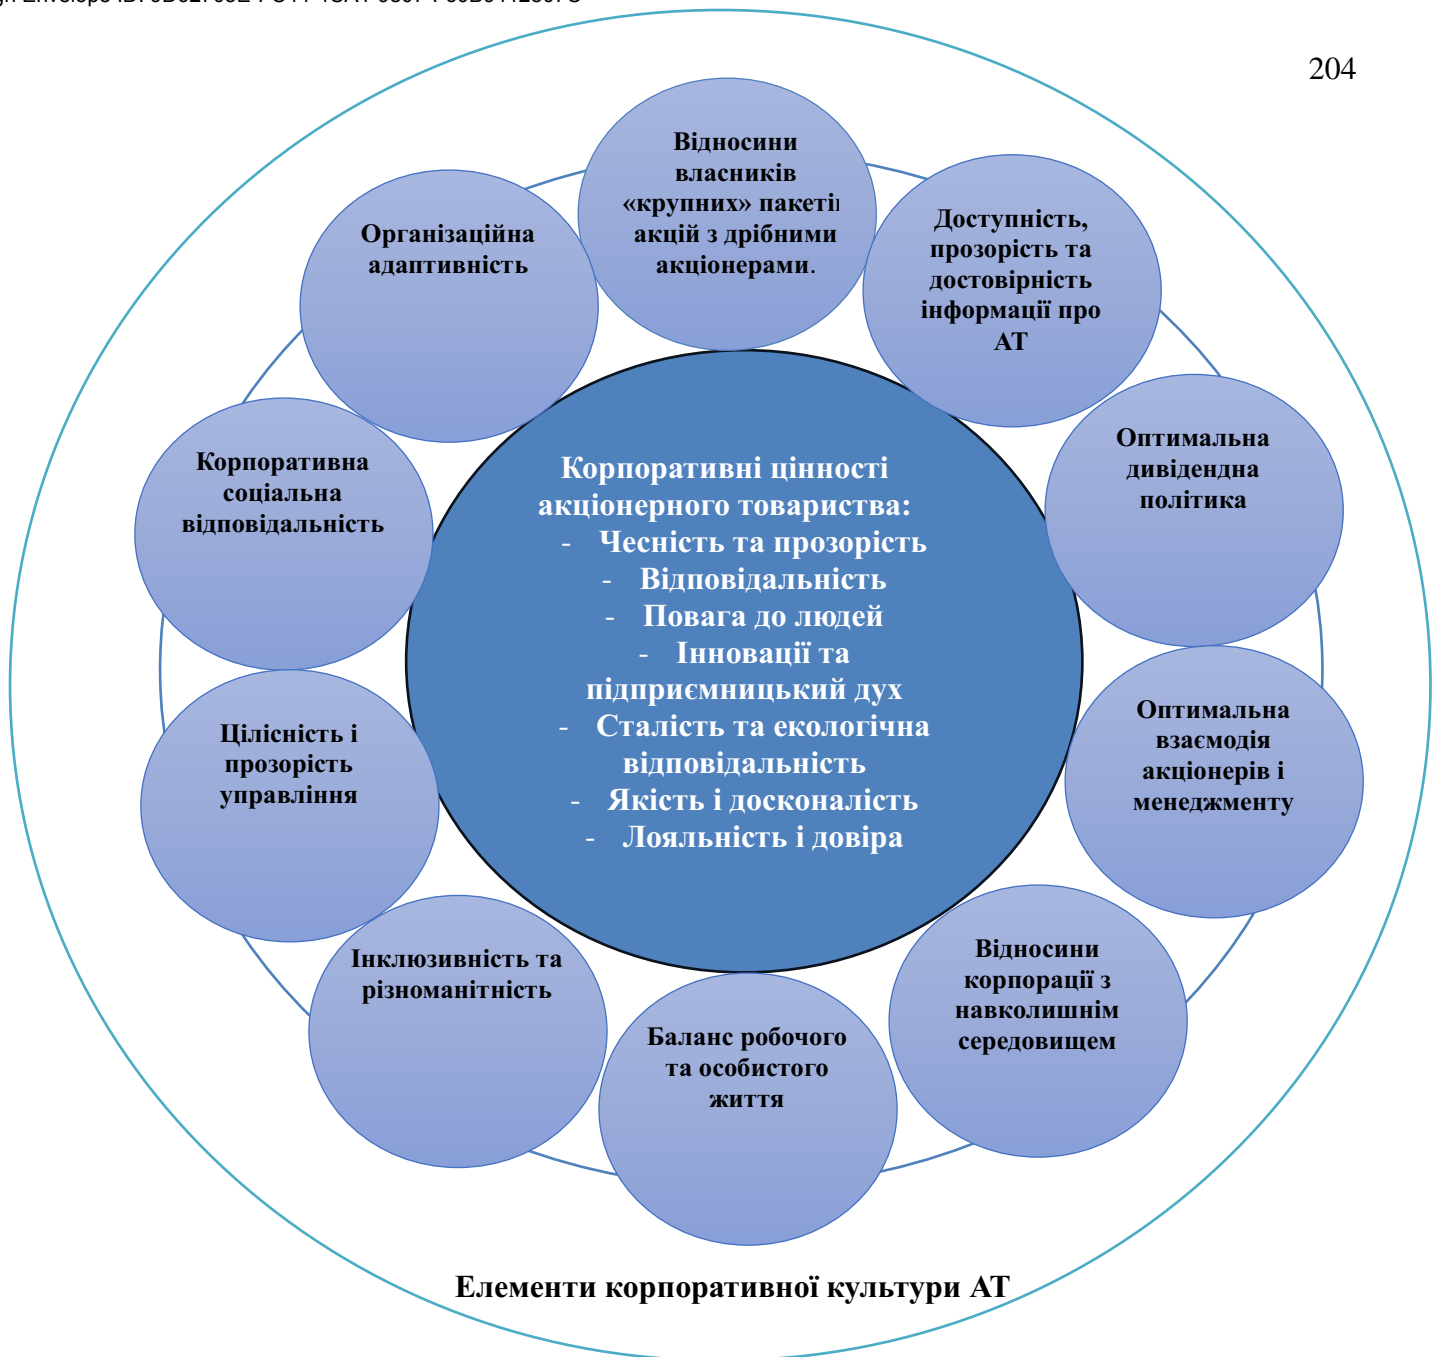 204
Відносини
власників
«крупних»
акцій з дрібними
акціонерами.
Доступність,
прозорість та
достовірність
інформації про
АТ
Оптимальна
дивідендна
політика
Оптимальна
взаємодія
акціонерів і
менеджменту
Відносини
корпорації з
навколишнім
середовищем
Баланс робочого
та особистого
життя
Інклюзивність та
різноманітність
Цілісність і
прозорість
управління
Корпоративна
соціальна
відповідальність
Організаційна
адаптивність
Корпоративні цінності
акціонерного товариства:
- Чесність та прозорість
- Відповідальність
- Повага до людей
- Інновації та
підприємницький дух
- Сталість та екологічна
відповідальність
- Якість і досконалість
- Лояльність і довіра
Елементи корпоративної культури АТ